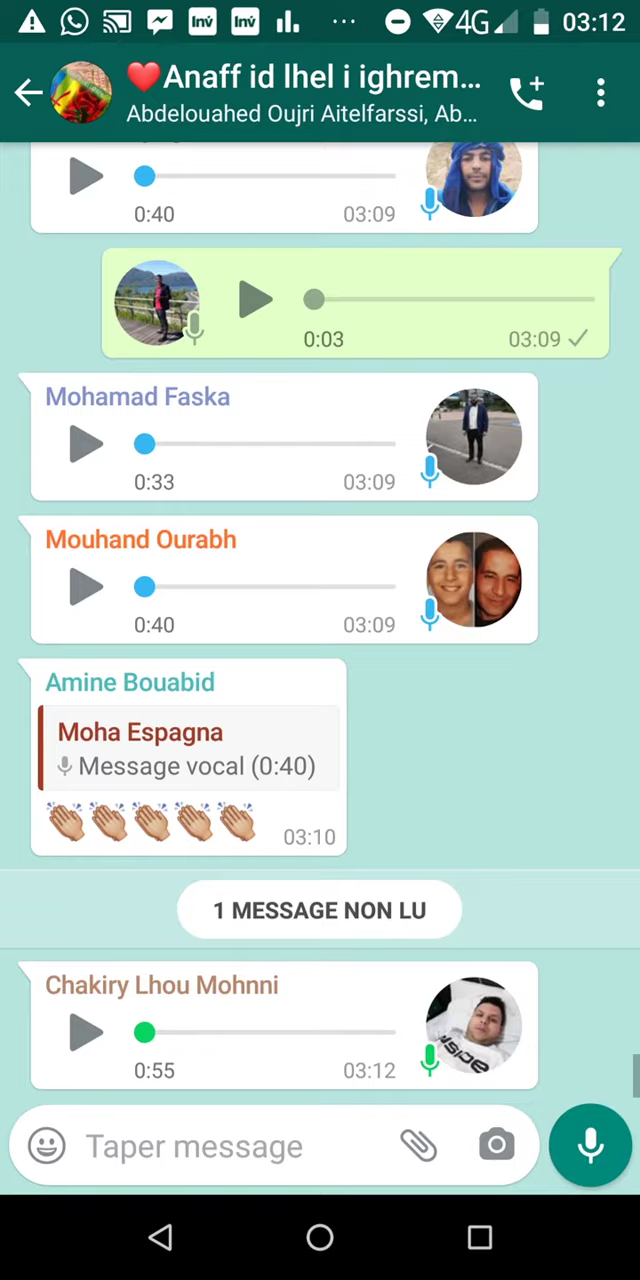 Inv Inv ... 4G 03:12
❤️Anaff id lhel i ighrem...
Abdelouahed Oujri Aitelfarssi, Ab...
0:40 03:09
0:03 03:09
Mohamad Faska
0:33 03:09
Mouhand Ourabh
0:40 03:09
Amine Bouabid
Moha Espagna
Message vocal (0:40)
👏🏼👏🏼👏🏼👏🏼👏🏼 03:10
1 MESSAGE NON LU
Chakiry Lhou Mohnni
0:55 03:12
Taper message